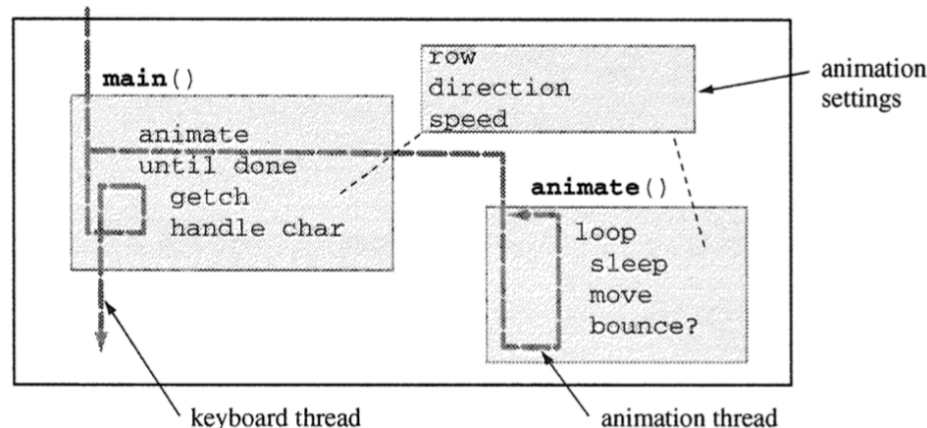 main()
animate
until done
getch
handle char
row
direction
speed
animation
settings
animate()
loop
sleep
move
bounce?
keyboard thread
animation thread